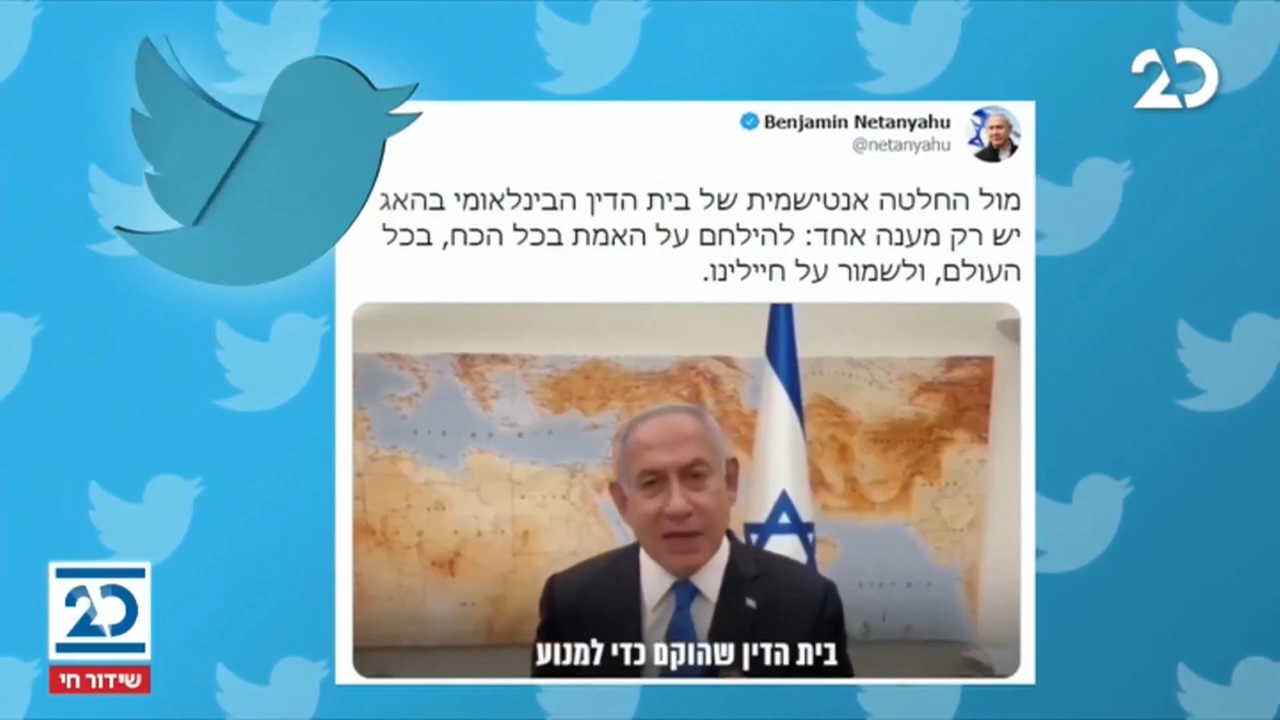 20
Benjamin Netanyahu
@netanyahu
מול החלטה אנטישמית של בית הדין הבינלאומי בהאג
יש רק מענה אחד: להילחם על האמת בכל הכח, בכל
העולם, ולשמור על חיילינו.
בית הדין שהוקם כדי למנוע
20
שידור חי